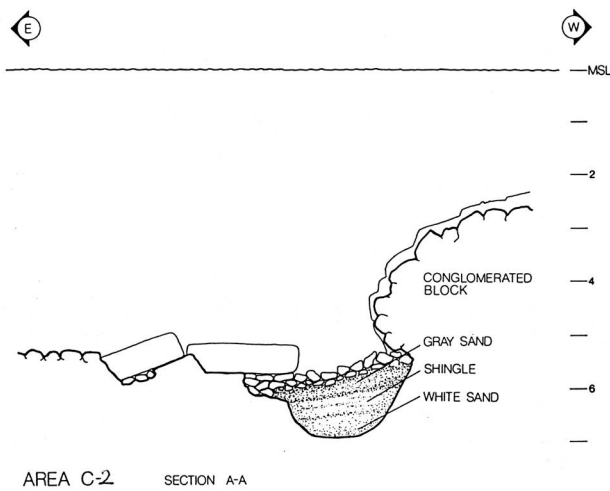 E
W
MSL
2
4
6
CONGLOMERATED
BLOCK
GRAY SAND
SHINGLE
WHITE SAND
AREA C-2 SECTION A-A